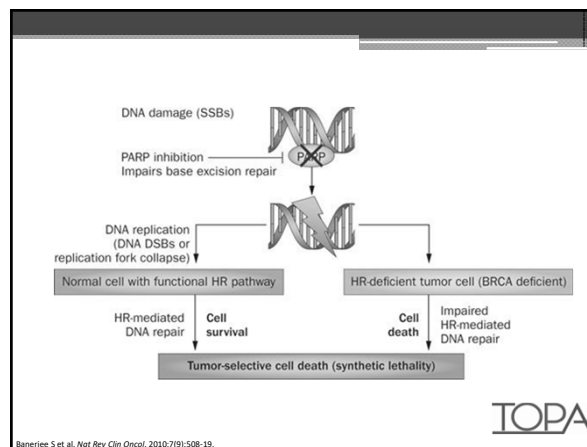 DNA damage (SSBs)
PARP
PARP inhibition
Impairs base excision repair
DNA replication
(DNA DSBs or
replication fork collapse)
Normal cell with functional HR pathway
HR-deficient tumor cell (BRCA deficient)
HR-mediated
DNA repair
Cell
survival
Cell
death
Impaired
HR-mediated
DNA repair
Tumor-selective cell death (synthetic lethality)
TOPA
Banerjee S et al. Nat Rev Clin Oncol. 2010;7(9):508-19.